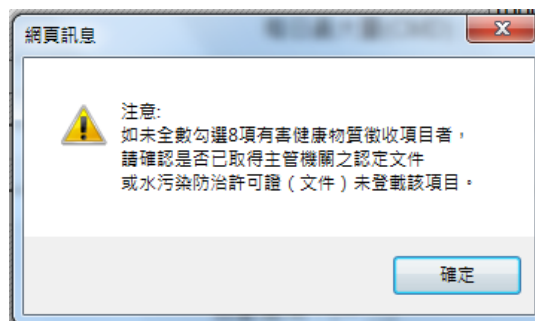 網頁訊息
注意:
如未全數勾選8項有害健康物質徵收項目者，
請確認是否已取得主管機關之認定文件
或水污染防治許可證（文件）未登載該項目。
確定